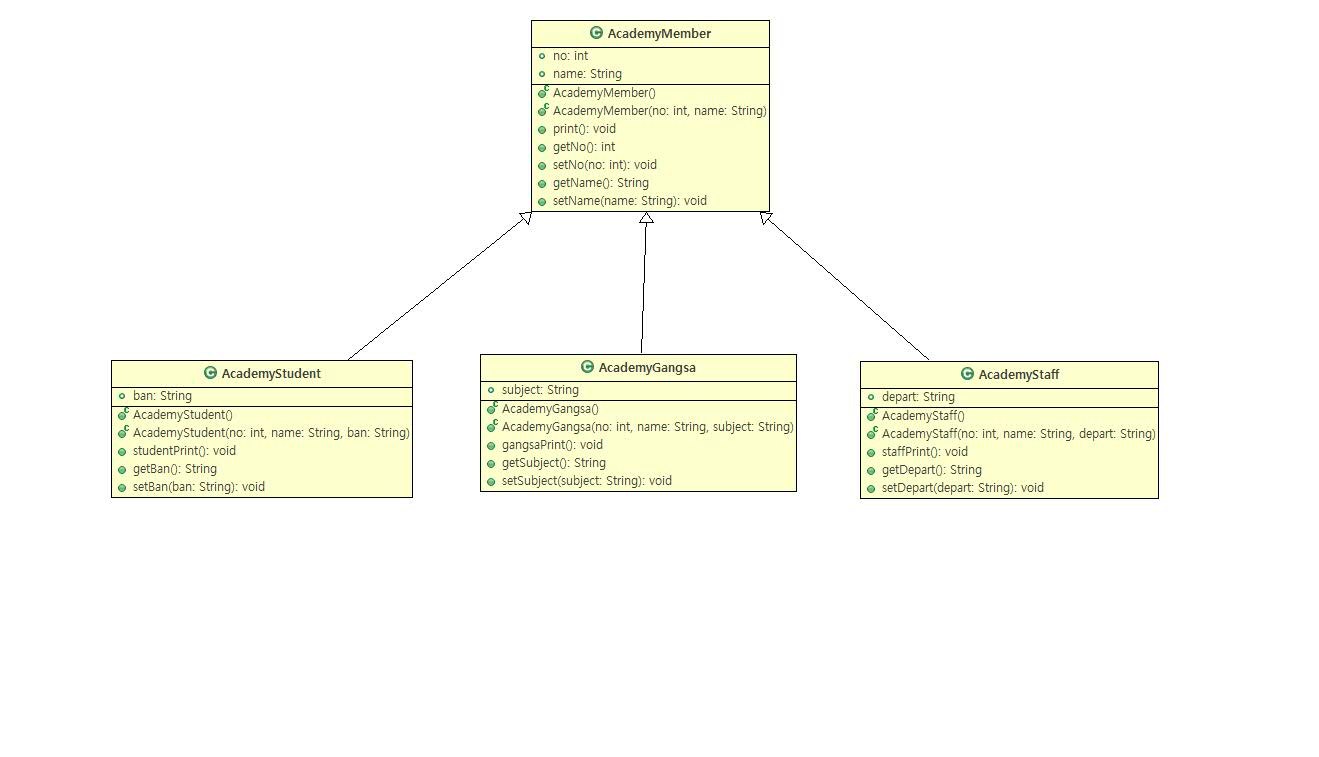 AcademyMember
no: int
name: String
AcademyMember()
AcademyMember(no: int, name: String)
print(): void
getNo(): int
setNo(no: int): void
getName(): String
setName(name: String): void
AcademyStudent
ban: String
AcademyStudent()
AcademyStudent(no: int, name: String, ban: String)
studentPrint(): void
getBan(): String
setBan(ban: String): void
AcademyGangsa
subject: String
AcademyGangsa()
AcademyGangsa(no: int, name: String, subject: String)
gangsaPrint(): void
getSubject(): String
setSubject(subject: String): void
AcademyStaff
depart: String
AcademyStaff()
AcademyStaff(no: int, name: String, depart: String)
staffPrint(): void
getDepart(): String
setDepart(depart: String): void